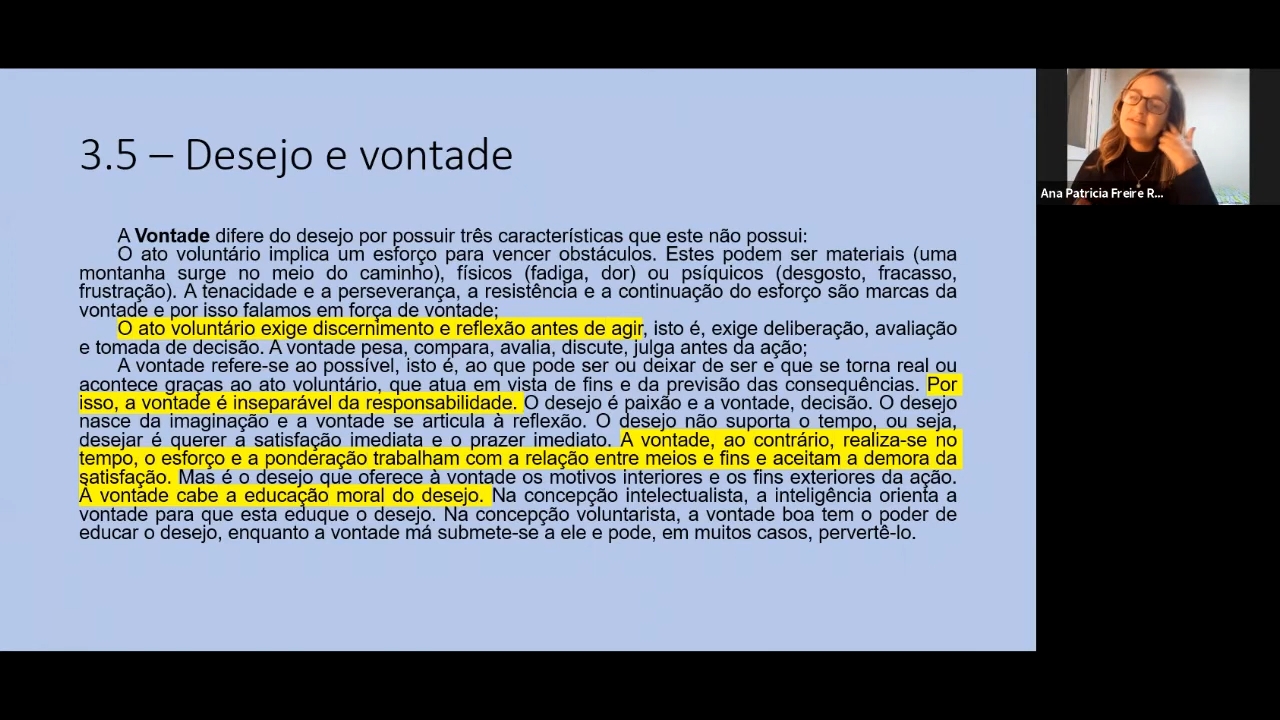 3.5 – Desejo e vontade
A Vontade difere do desejo por possuir três características que este não possui:
O ato voluntário implica um esforço para vencer obstáculos. Estes podem ser materiais (uma
montanha surge no meio do caminho), físicos (fadiga, dor) ou psíquicos (desgosto, fracasso,
frustração). A tenacidade e a perseverança, a resistência e a continuação do esforço são marcas da
vontade e por isso falamos em força de vontade;
O ato voluntário exige discernimento e reflexão antes de agir, isto é, exige deliberação, avaliação
e tomada de decisão. A vontade pesa, compara, avalia, discute, julga antes da ação;
A vontade refere-se ao possível, isto é, ao que pode ser ou deixar de ser e que se torna real ou
acontece graças ao ato voluntário, que atua em vista de fins e da previsão das consequências. Por
isso, a vontade é inseparável da responsabilidade. O desejo é paixão e a vontade, decisão. O desejo
nasce da imaginação e a vontade se articula à reflexão. O desejo não suporta o tempo, ou seja,
desejar é querer a satisfação imediata e o prazer imediato. A vontade, ao contrário, realiza-se no
tempo, o esforço e a ponderação trabalham com a relação entre meios e fins e aceitam a demora da
satisfação. Mas é o desejo que oferece à vontade os motivos interiores e os fins exteriores da ação.
À vontade cabe a educação moral do desejo. Na concepção intelectualista, a inteligência orienta a
vontade para que esta eduque o desejo. Na concepção voluntarista, a vontade boa tem o poder de
educar o desejo, enquanto a vontade má submete-se a ele e pode, em muitos casos, pervertê-lo.
Ana Patricia Freire R...